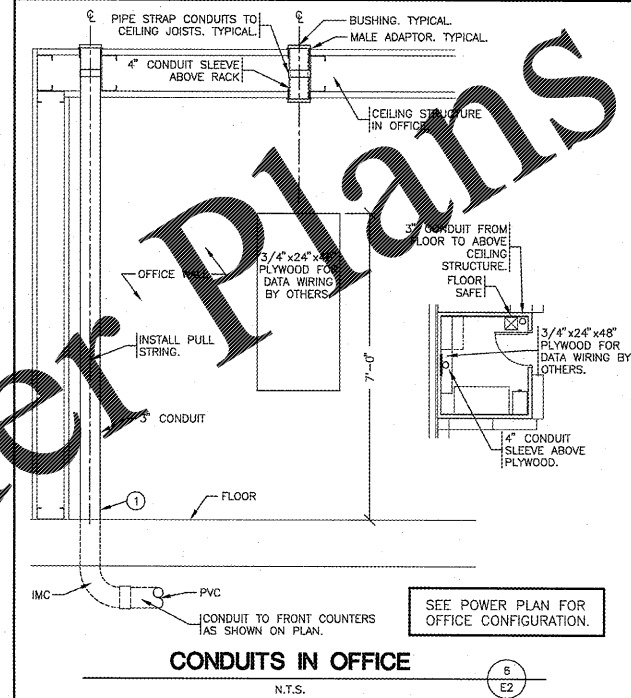 ℄
℄
PIPE STRAP CONDUITS TO
CEILING JOISTS. TYPICAL.
BUSHING. TYPICAL.
MALE ADAPTOR. TYPICAL.
4" CONDUIT SLEEVE
ABOVE RACK
CEILING STRUCTURE
IN OFFICE.
3" CONDUIT FROM
FLOOR TO ABOVE
CEILING
STRUCTURE.
FLOOR
SAFE
3/4"x24"x48"
PLYWOOD FOR
DATA WIRING
BY OTHERS
OFFICE WALL
3/4"x24"x48"
PLYWOOD FOR
DATA WIRING BY
OTHERS.
INSTALL PULL
STRING.
7'-0"
3" CONDUIT
4" CONDUIT
SLEEVE ABOVE
PLYWOOD.
1
FLOOR
IMC
PVC
CONDUIT TO FRONT COUNTERS
AS SHOWN ON PLAN.
SEE POWER PLAN FOR
OFFICE CONFIGURATION.
CONDUITS IN OFFICE
N.T.S.
E2
er Plans